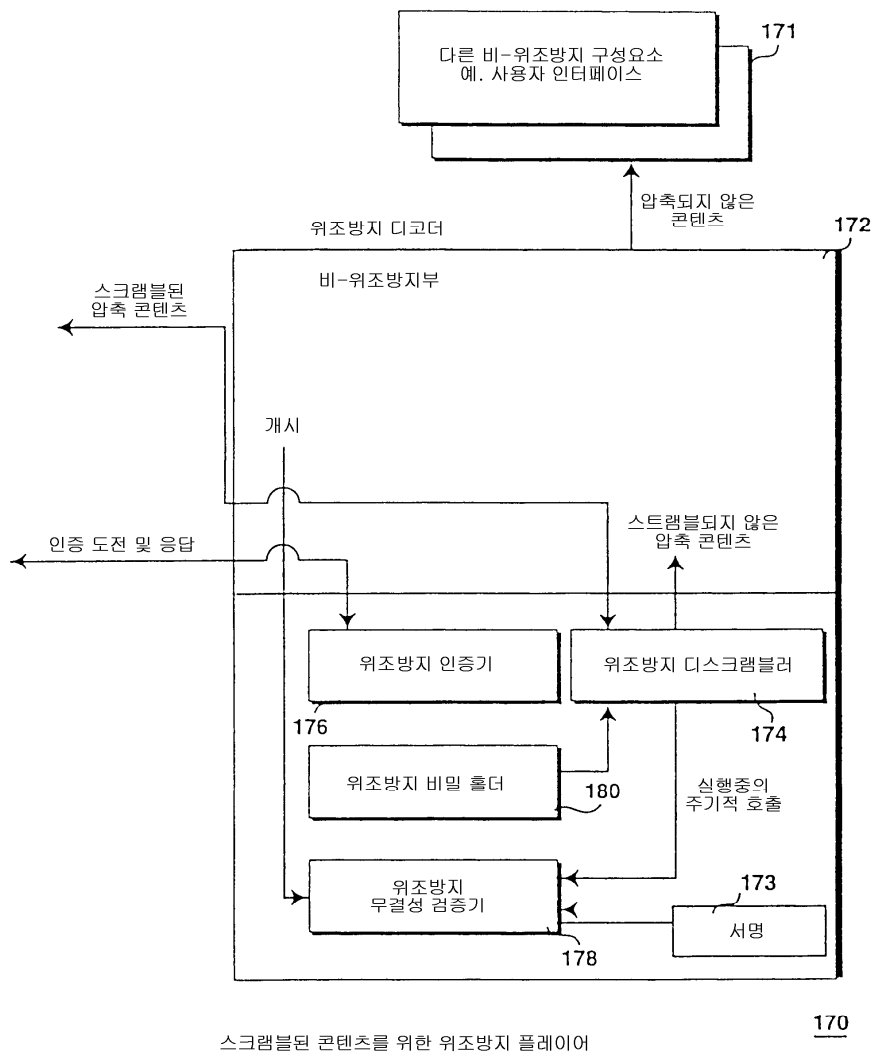 171
다른 비-위조방지 구성요소
예. 사용자 인터페이스
압축되지 않은
콘텐츠
172
위조방지 디코더
비-위조방지부
스크램블된
압축 콘텐츠
개시
스트램블되지 않은
압축 콘텐츠
인증 도전 및 응답
위조방지 인증기
위조방지 디스크램블러
176
174
위조방지 비밀 홀더
180
실행중의
주기적 호출
위조방지
무결성 검증기
173
서명
178
170
스크램블된 콘텐츠를 위한 위조방지 플레이어